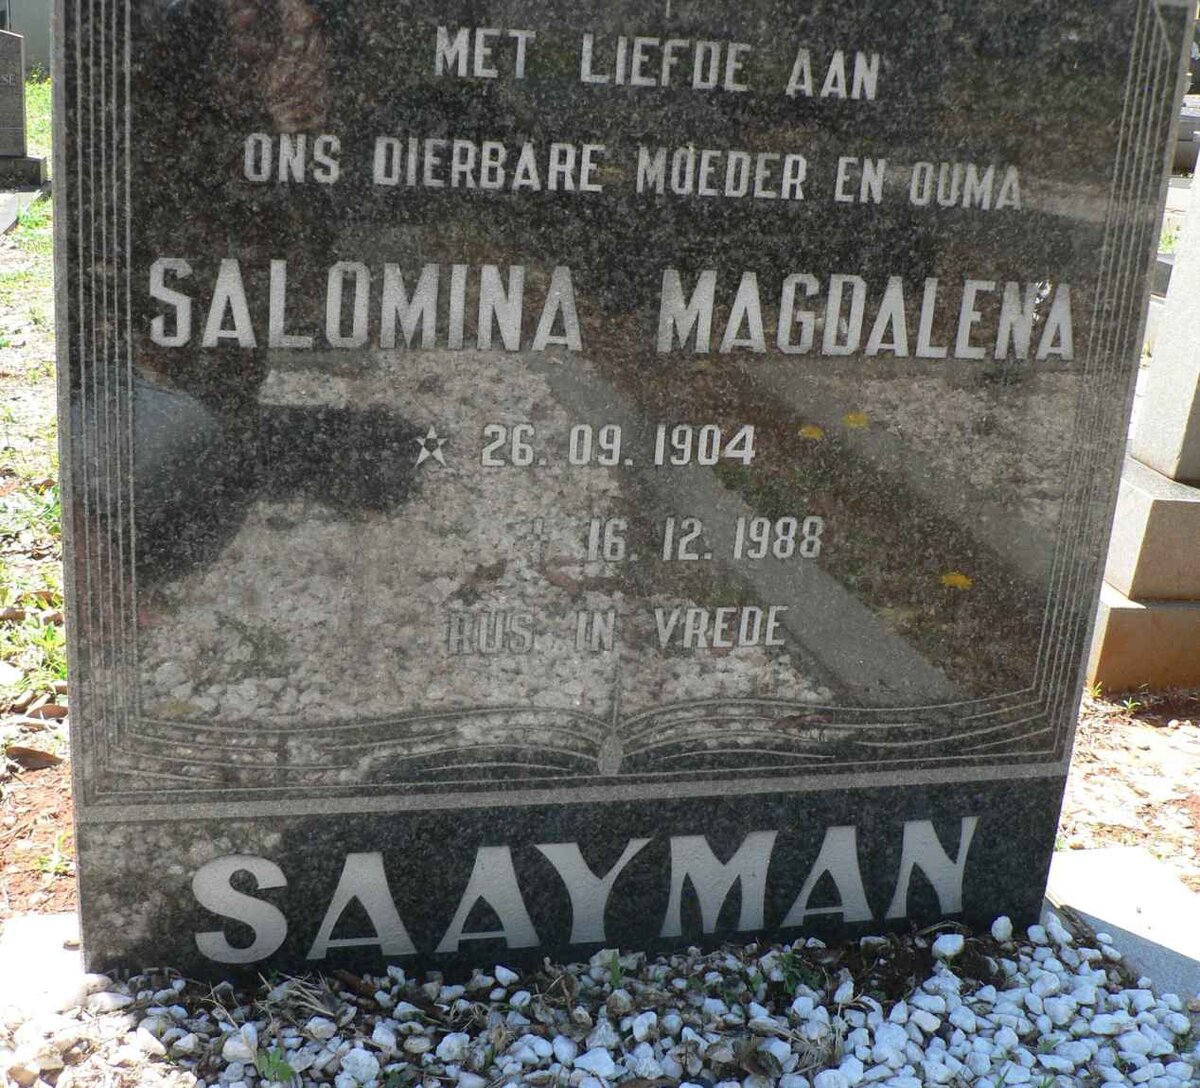 MET LIEFDE AAN
ONS DIERBARE MOEDER EN OUMA
SALOMINA MAGDALENA
26. 09. 1904
16. 12. 1988
RUS IN VREDE
SAAYMAN